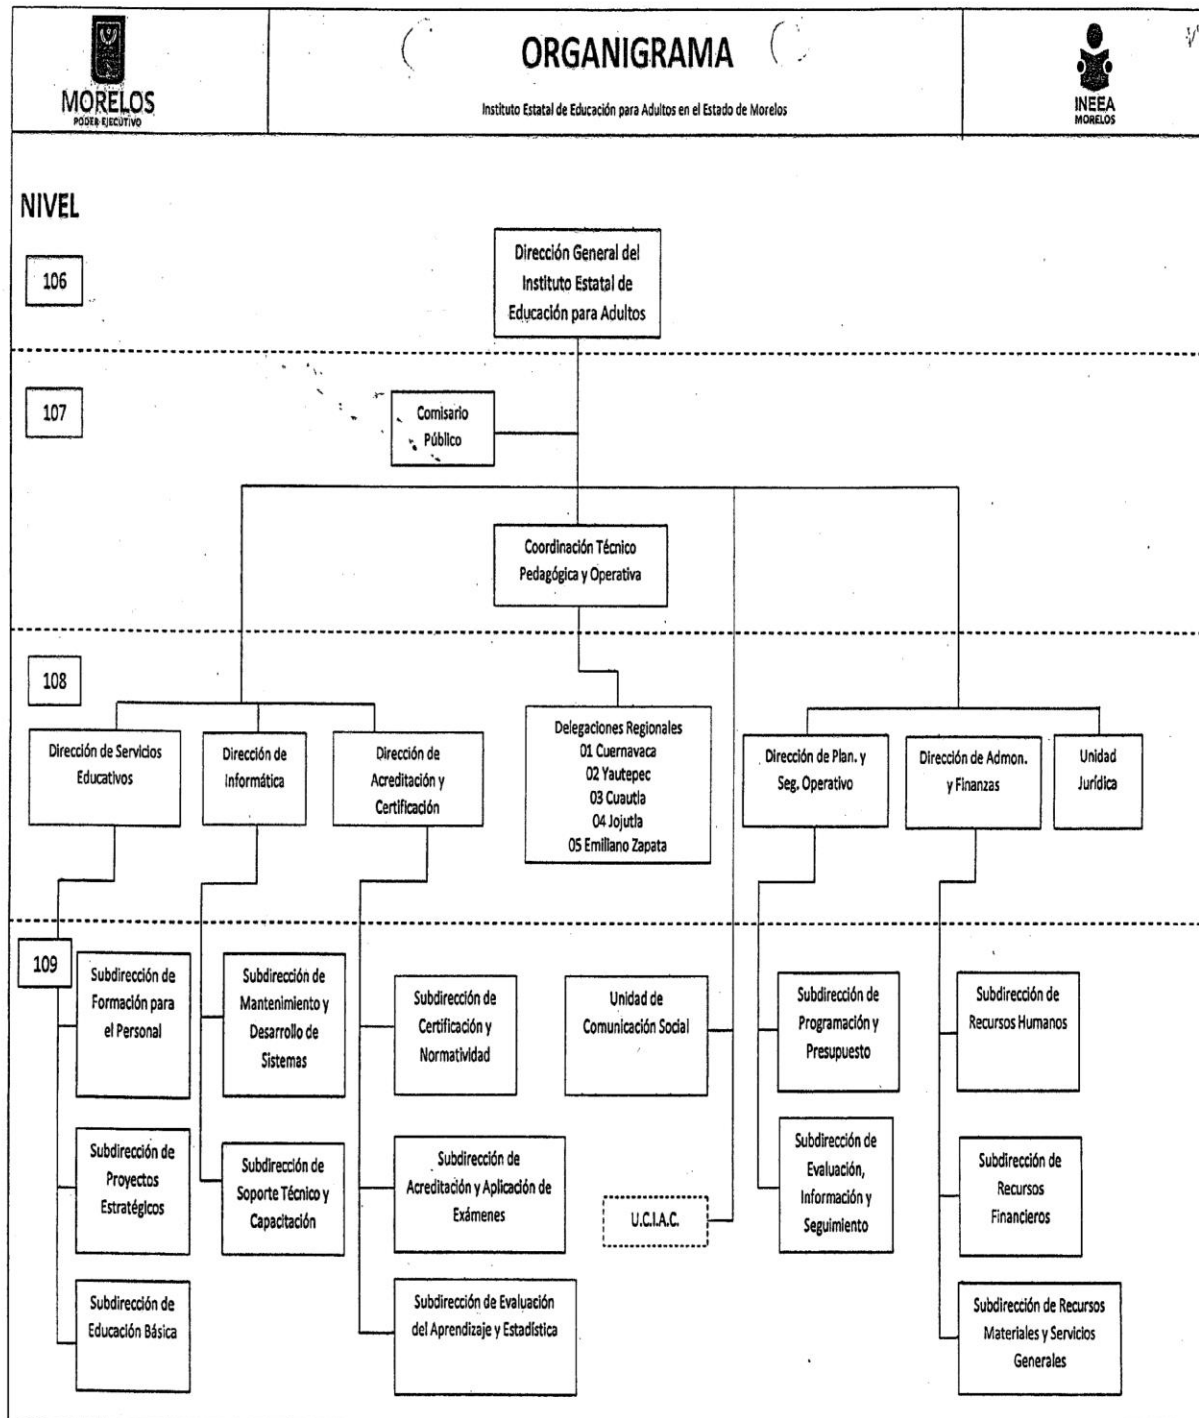 MORELOS
PODER EJECUTIVO
ORGANIGRAMA
Instituto Estatal de Educación para Adultos en el Estado de Morelos
INEEA
MORELOS
NIVEL
106
Dirección General del
Instituto Estatal de
Educación para Adultos
107
Comisario
Público
Coordinación Técnico
Pedagógica y Operativa
108
Dirección de Servicios
Educativos
Dirección de
Informática
Dirección de
Acreditación y
Certificación
Delegaciones Regionales
01 Cuernavaca
02 Yautepec
03 Cuautla
04 Jojutla
05 Emiliano Zapata
Dirección de Plan. y
Seg. Operativo
Dirección de Admon.
y Finanzas
Unidad
Jurídica
109
Subdirección de
Formación para
el Personal
Subdirección de
Mantenimiento y
Desarrollo de
Sistemas
Subdirección de
Certificación y
Normatividad
Unidad de
Comunicación Social
Subdirección de
Programación y
Presupuesto
Subdirección de
Recursos Humanos
Subdirección de
Proyectos
Estratégicos
Subdirección de
Soporte Técnico y
Capacitación
Subdirección de
Acreditación y Aplicación de
Exámenes
U.C.I.A.C.
Subdirección de
Evaluación,
Información y
Seguimiento
Subdirección de
Recursos
Financieros
Subdirección de
Educación Básica
Subdirección de Evaluación
del Aprendizaje y Estadística
Subdirección de Recursos
Materiales y Servicios
Generales